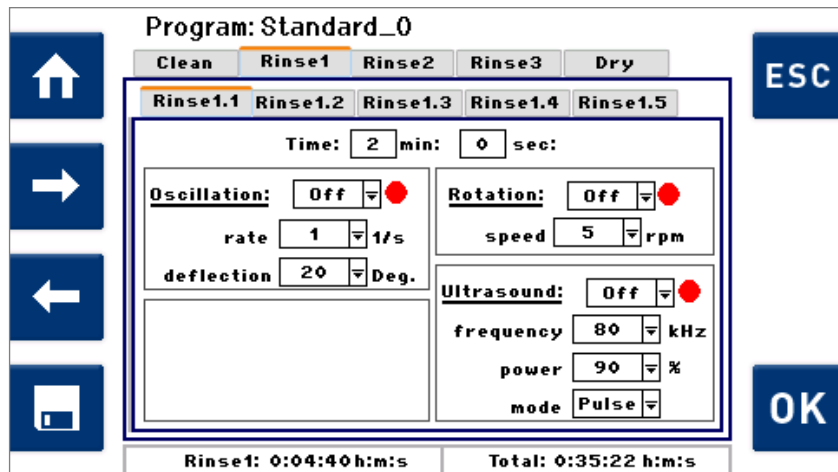 Program: Standard_0
Clean Rinse1 Rinse2 Rinse3 Dry
ESC
Rinse1.1 Rinse1.2 Rinse1.3 Rinse1.4 Rinse1.5
Time: 2 min: 0 sec:
Oscillation: Off
rate 1 1/s
deflection 20 Deg.
Rotation: Off
speed 5 rpm
Ultrasound: Off
frequency 80 kHz
power 90 %
mode Pulse
OK
Rinse1: 0:04:40h:m:s Total: 0:35:22 h:m:s